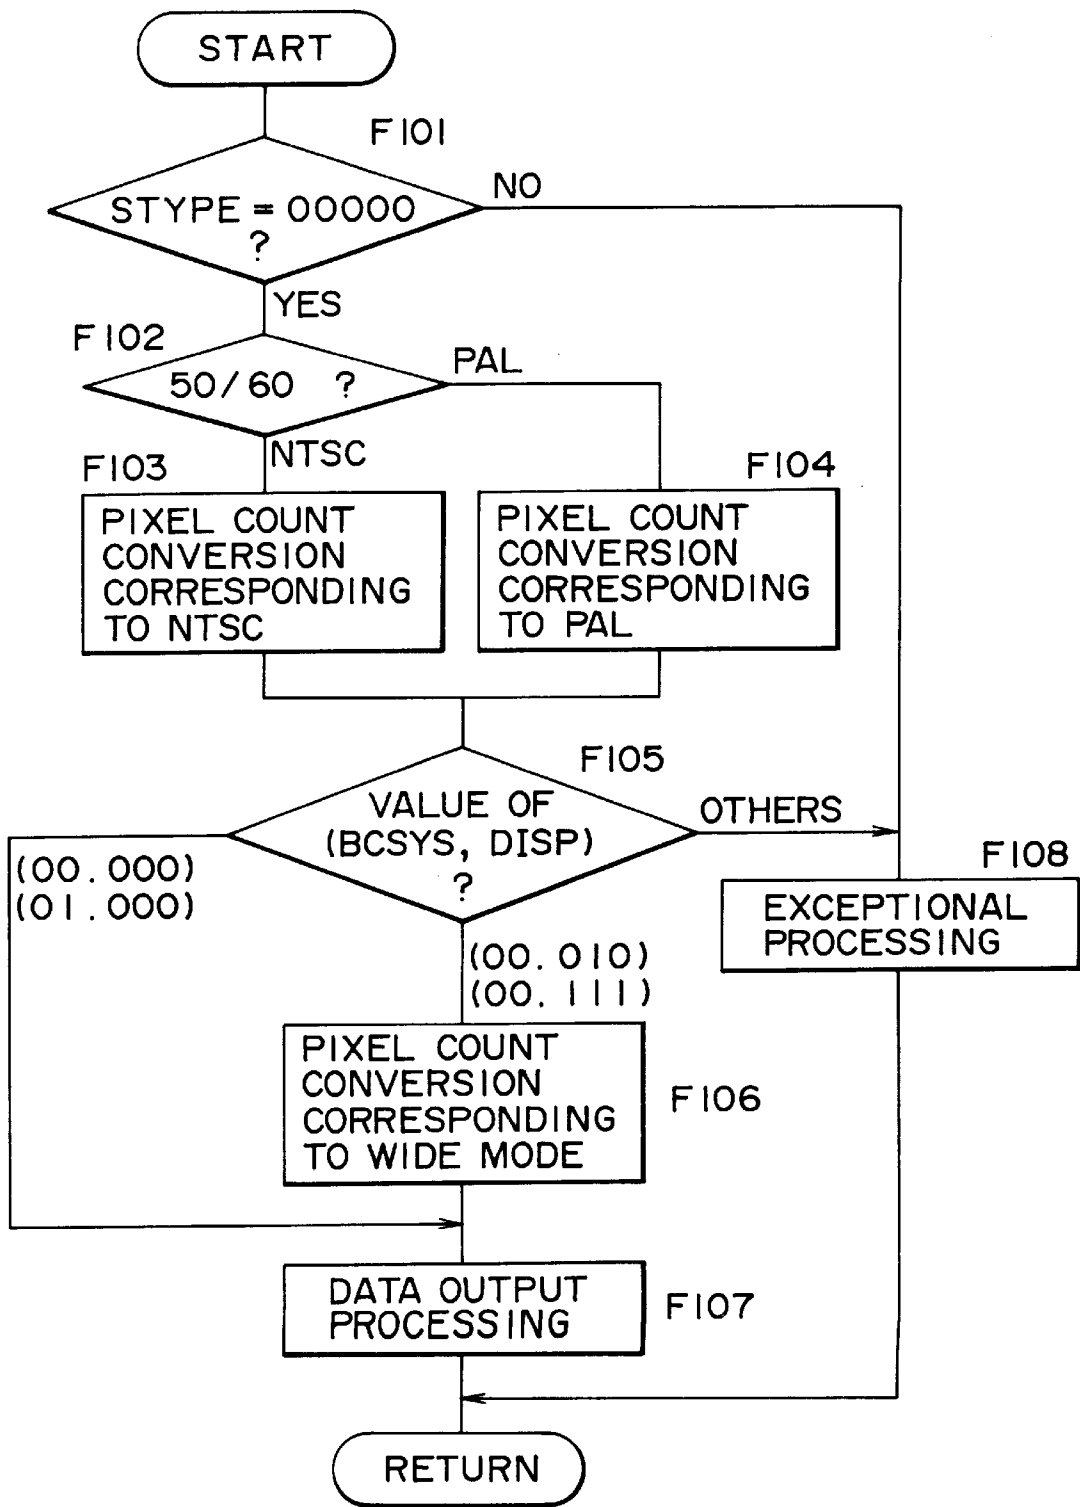 START
F101
STYPE = 00000
?
NO
YES
F102
50/60 ?
PAL
NTSC
F103
PIXEL COUNT
CONVERSION
CORRESPONDING
TO NTSC
F104
PIXEL COUNT
CONVERSION
CORRESPONDING
TO PAL
F105
VALUE OF
(BCSYS, DISP)
?
OTHERS
(00.000)
(01.000)
F108
EXCEPTIONAL
PROCESSING
(00.010)
(00.111)
PIXEL COUNT
CONVERSION
CORRESPONDING
TO WIDE MODE
F106
DATA OUTPUT
PROCESSING
F107
RETURN